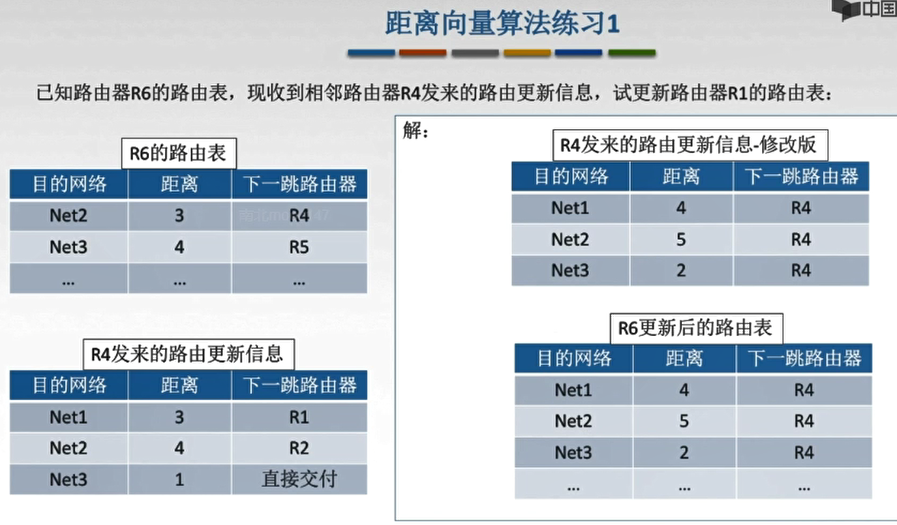 中国
距离向量算法练习1
已知路由器R6的路由表，现收到相邻路由器R4发来的路由更新信息，试更新路由器R1的路由表：
R6的路由表
目的网络 距离 下一跳路由器
Net2 3 R4
Net3 4 R5
... ... ...
R4发来的路由更新信息
目的网络 距离 下一跳路由器
Net1 3 R1
Net2 4 R2
Net3 1 直接交付
解：
R4发来的路由更新信息-修改版
目的网络 距离 下一跳路由器
Net1 4 R4
Net2 5 R4
Net3 2 R4
R6更新后的路由表
目的网络 距离 下一跳路由器
Net1 4 R4
Net2 5 R4
Net3 2 R4
... ... ...